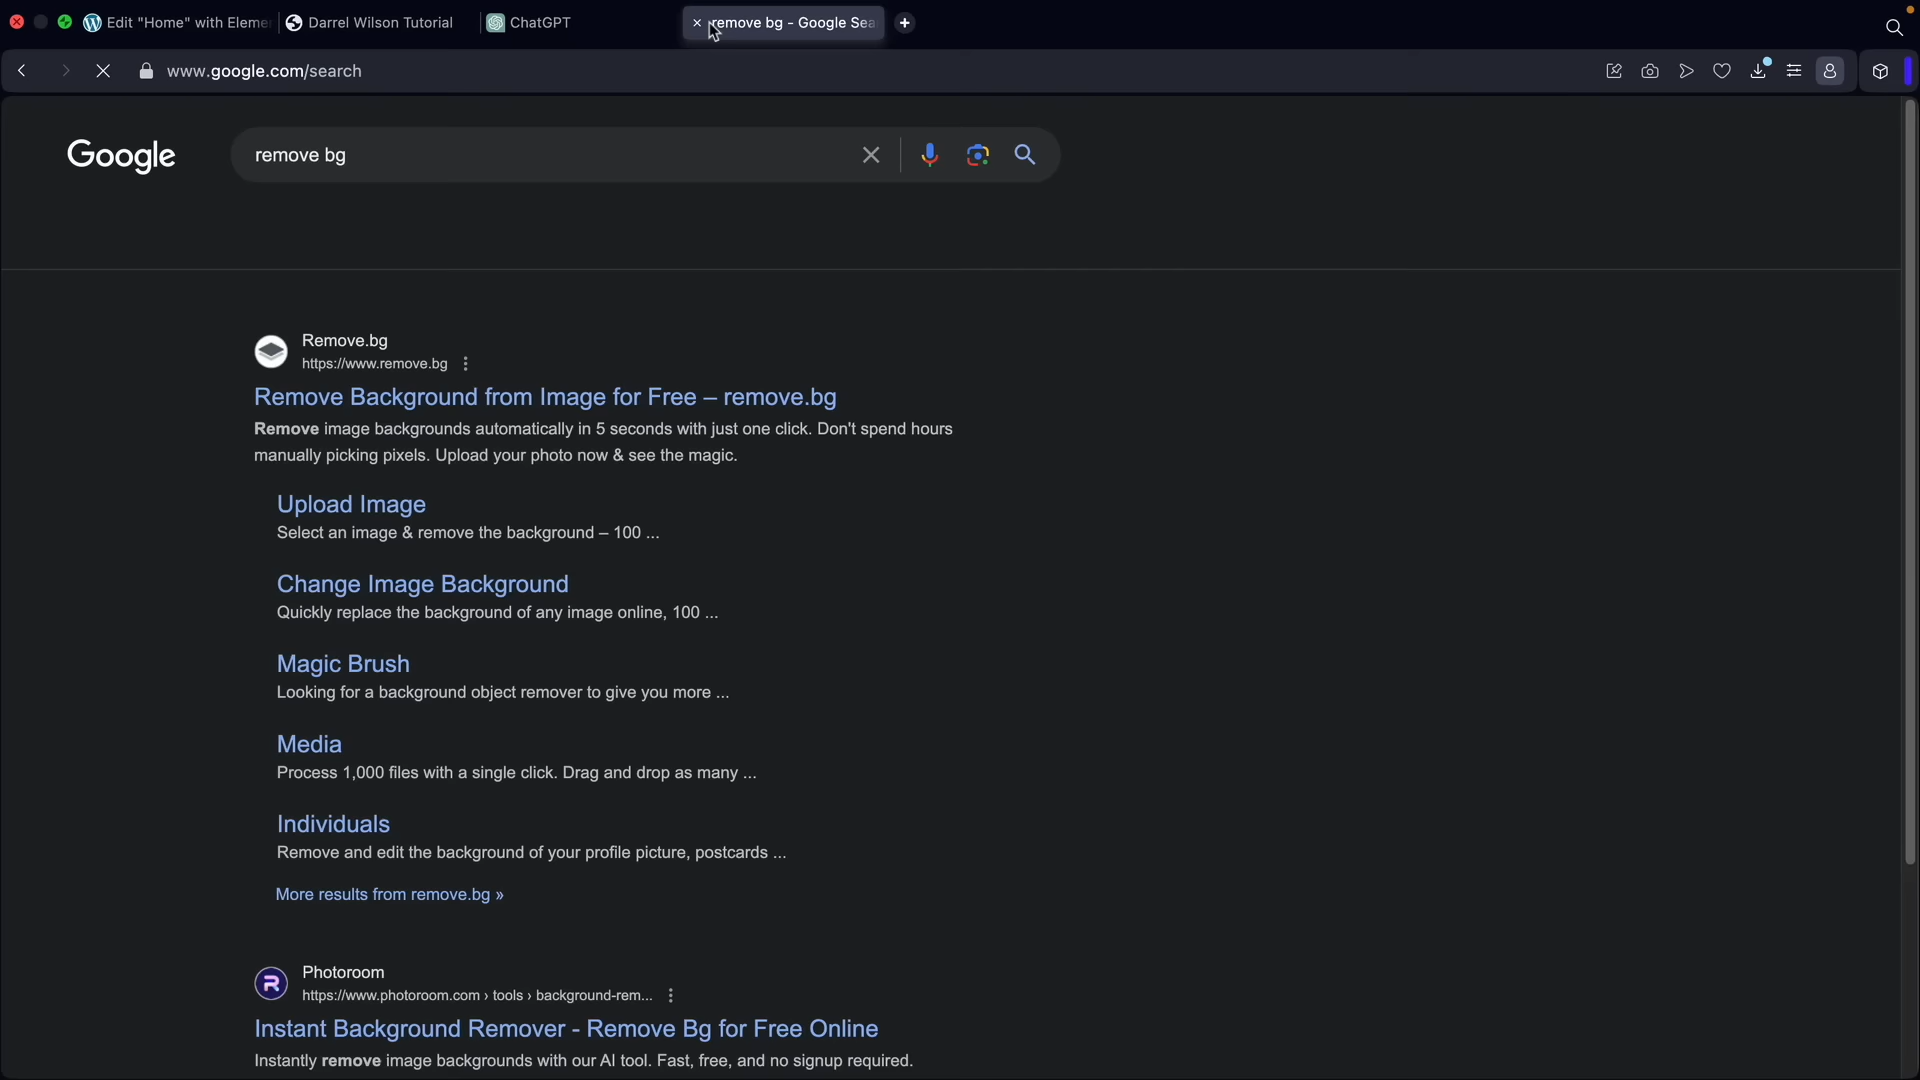 Edit "Home" with Eleme
Darrel Wilson Tutorial
ChatGPT
remove bg - Google Sea
www.google.com/search
Google
remove bg
Remove.bg
https://www.remove.bg
Remove Background from Image for Free – remove.bg
Remove image backgrounds automatically in 5 seconds with just one click. Don't spend hours
manually picking pixels. Upload your photo now & see the magic.
Upload Image
Select an image & remove the background – 100 ...
Change Image Background
Quickly replace the background of any image online, 100 ...
Magic Brush
Looking for a background object remover to give you more ...
Media
Process 1,000 files with a single click. Drag and drop as many ...
Individuals
Remove and edit the background of your profile picture, postcards ...
More results from remove.bg »
Photoroom
https://www.photoroom.com › tools › background-rem...
Instant Background Remover - Remove Bg for Free Online
Instantly remove image backgrounds with our AI tool. Fast, free, and no signup required.